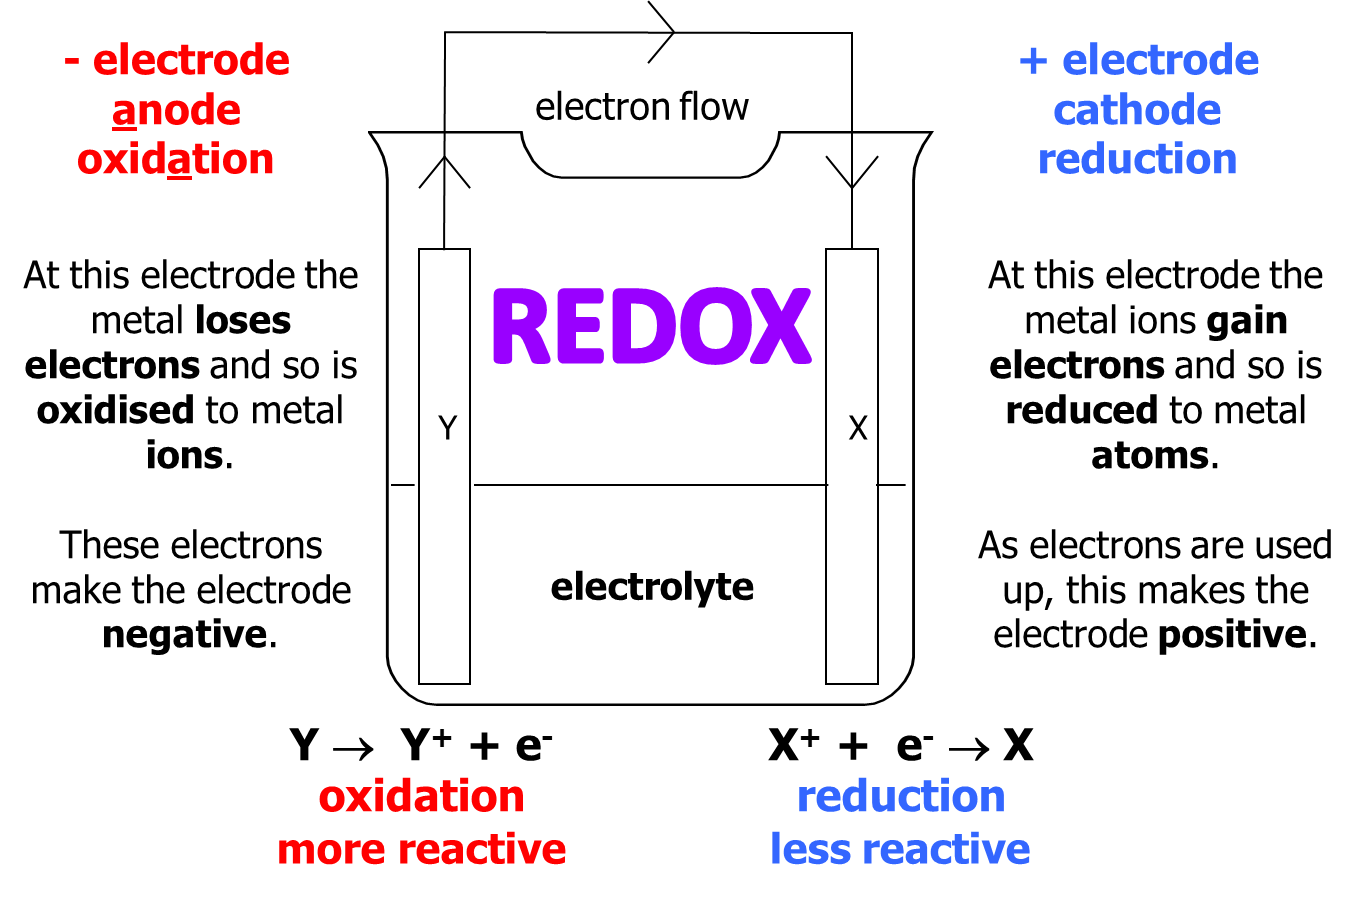 - electrode
anode
oxidation
At this electrode the
metal loses
electrons and so is
oxidised to metal
ions.
These electrons
make the electrode
negative.
electron flow
REDOX
Y
X
electrolyte
+ electrode
cathode
reduction
At this electrode the
metal ions gain
electrons and so is
reduced to metal
atoms.
As electrons are used
up, this makes the
electrode positive.
Y → Y⁺ + e⁻
oxidation
more reactive
X⁺ + e⁻ → X
reduction
less reactive